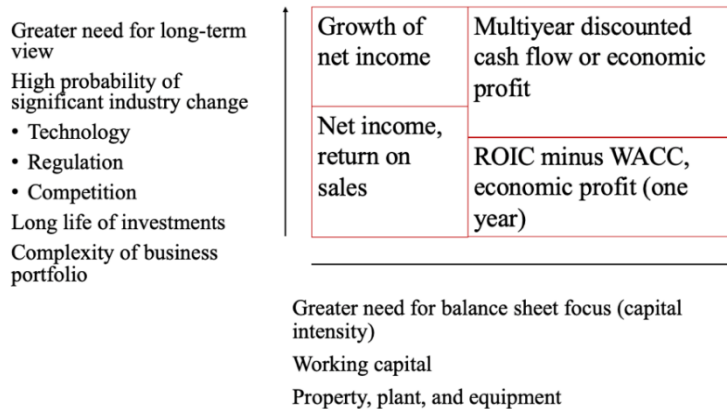 Greater need for long-term
view
High probability of
significant industry change
• Technology
• Regulation
• Competition
Long life of investments
Complexity of business
portfolio
Growth of
net income
Multiyear discounted
cash flow or economic
profit
Net income,
return on
sales
ROIC minus WACC,
economic profit (one
year)
Greater need for balance sheet focus (capital
intensity)
Working capital
Property, plant, and equipment